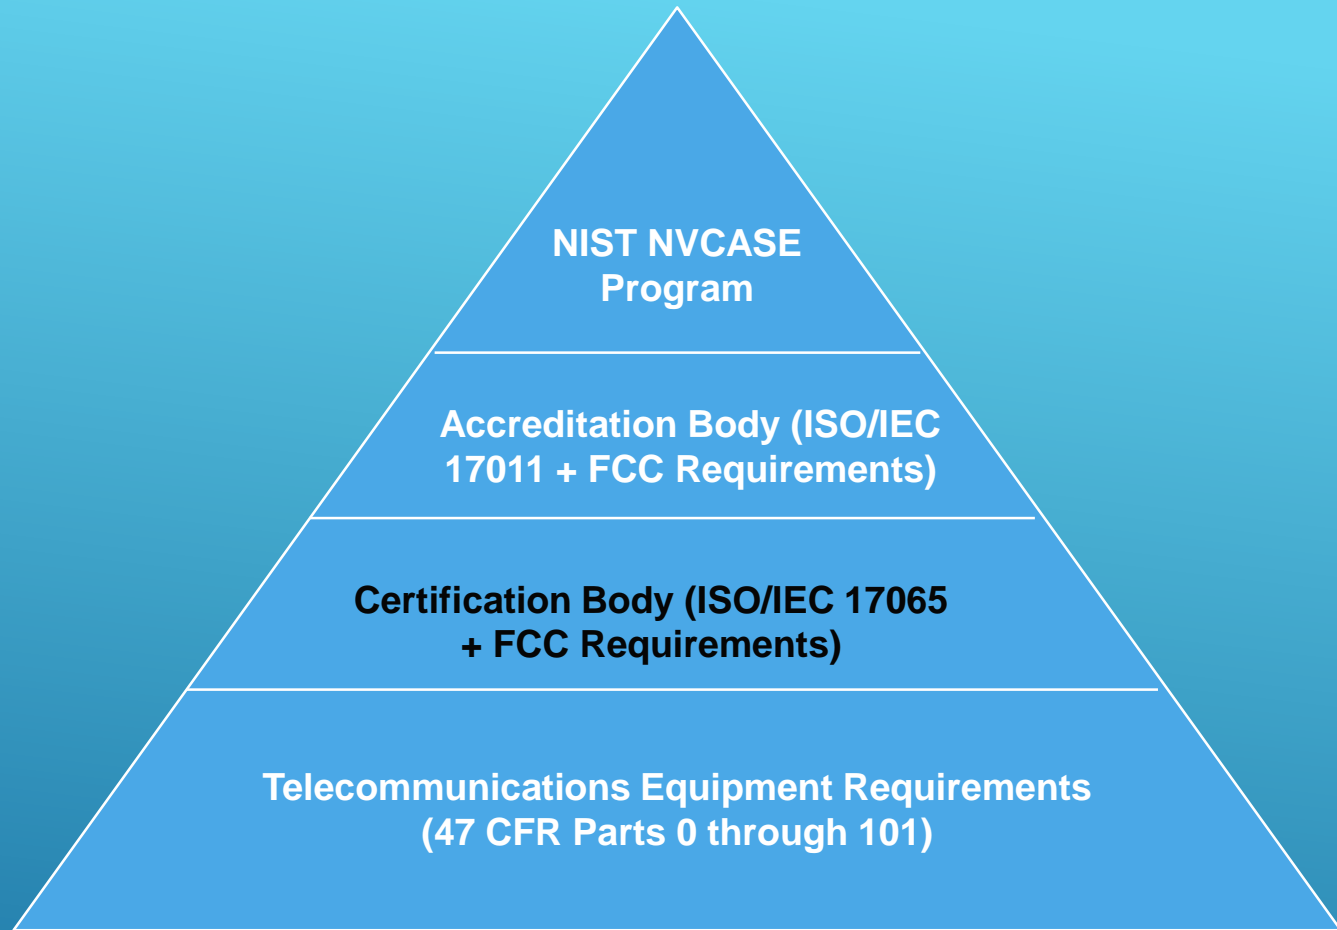 NIST NVCASE
Program
Accreditation Body (ISO/IEC
17011 + FCC Requirements)
Certification Body (ISO/IEC 17065
+ FCC Requirements)
Telecommunications Equipment Requirements
(47 CFR Parts 0 through 101)